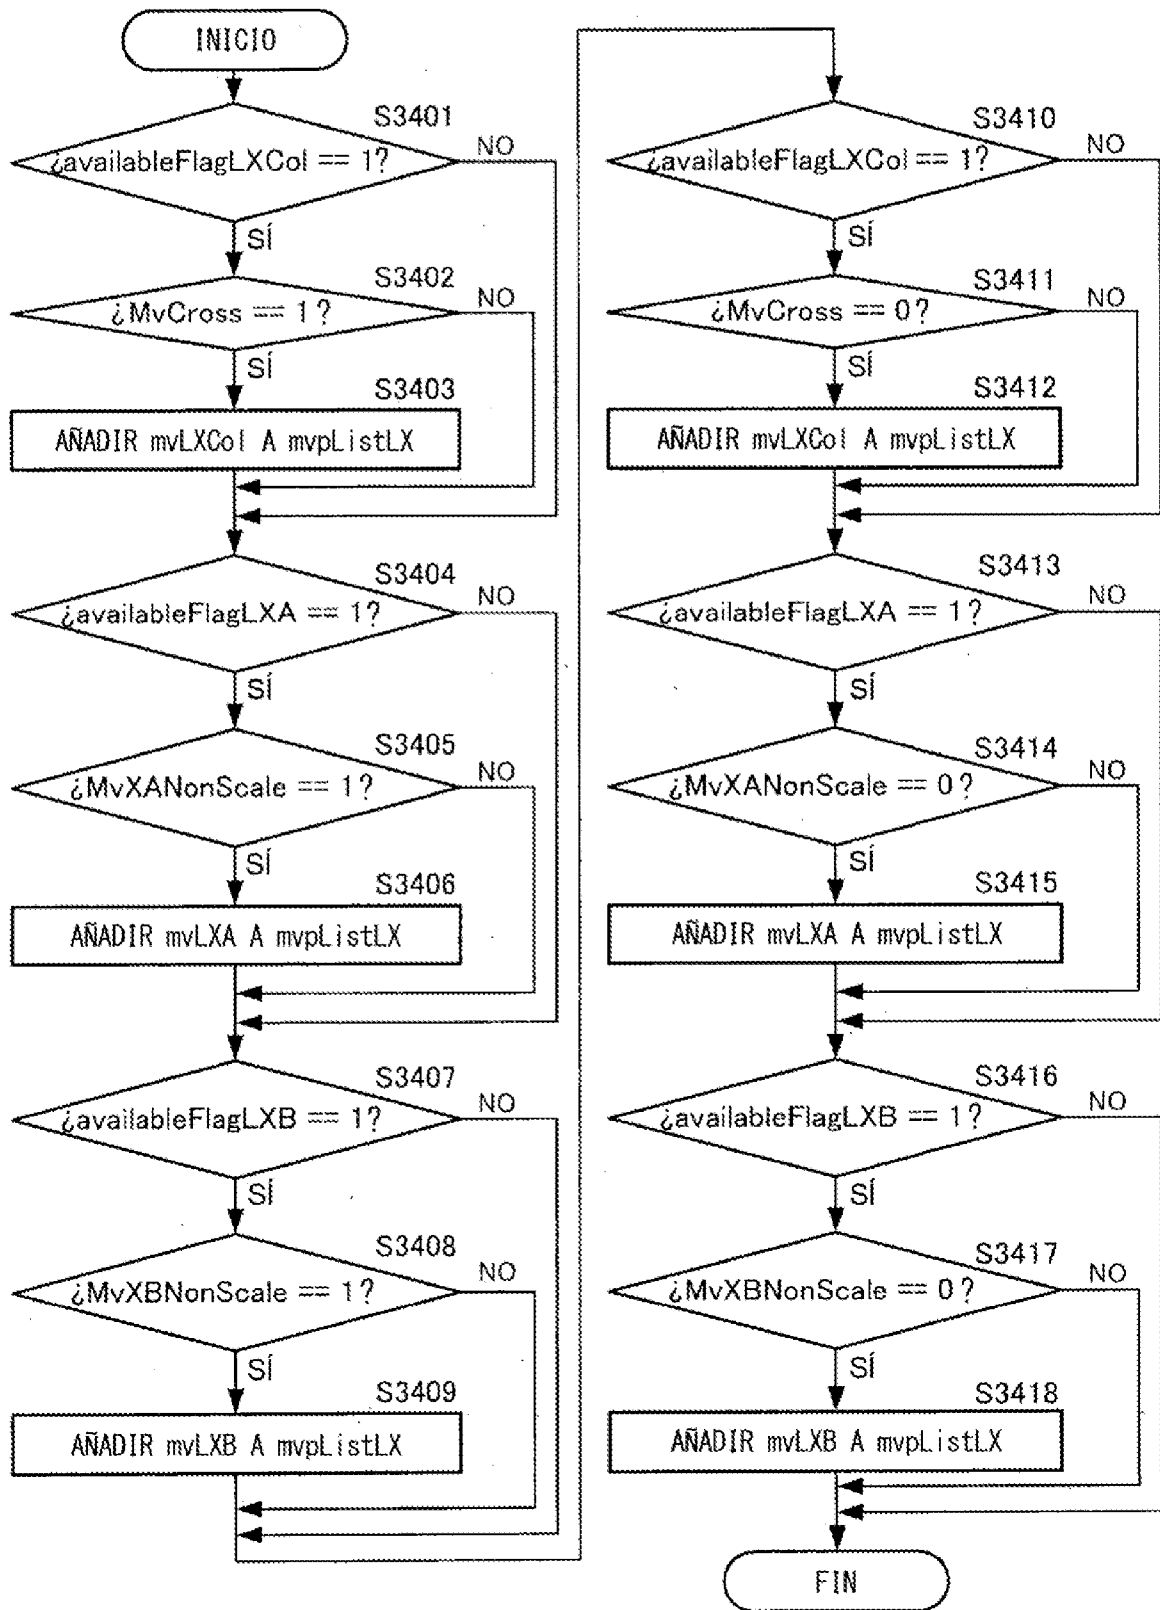 INICIO
S3401
¿availableFlagLXCol == 1?
NO
SÍ
S3402
¿MvCross == 1?
NO
SÍ
S3403
AÑADIR mvLXCol A mvpListLX
S3404
¿availableFlagLXA == 1?
NO
SÍ
S3405
¿MvXANonScale == 1?
NO
SÍ
S3406
AÑADIR mvLXA A mvpListLX
S3407
¿availableFlagLXB == 1?
NO
SÍ
S3408
¿MvXBNonScale == 1?
NO
SÍ
S3409
AÑADIR mvLXB A mvpListLX
S3410
¿availableFlagLXCol == 1?
NO
SÍ
S3411
¿MvCross == 0?
NO
SÍ
S3412
AÑADIR mvLXCol A mvpListLX
S3413
¿availableFlagLXA == 1?
NO
SÍ
S3414
¿MvXANonScale == 0?
NO
SÍ
S3415
AÑADIR mvLXA A mvpListLX
S3416
¿availableFlagLXB == 1?
NO
SÍ
S3417
¿MvXBNonScale == 0?
NO
SÍ
S3418
AÑADIR mvLXB A mvpListLX
FIN